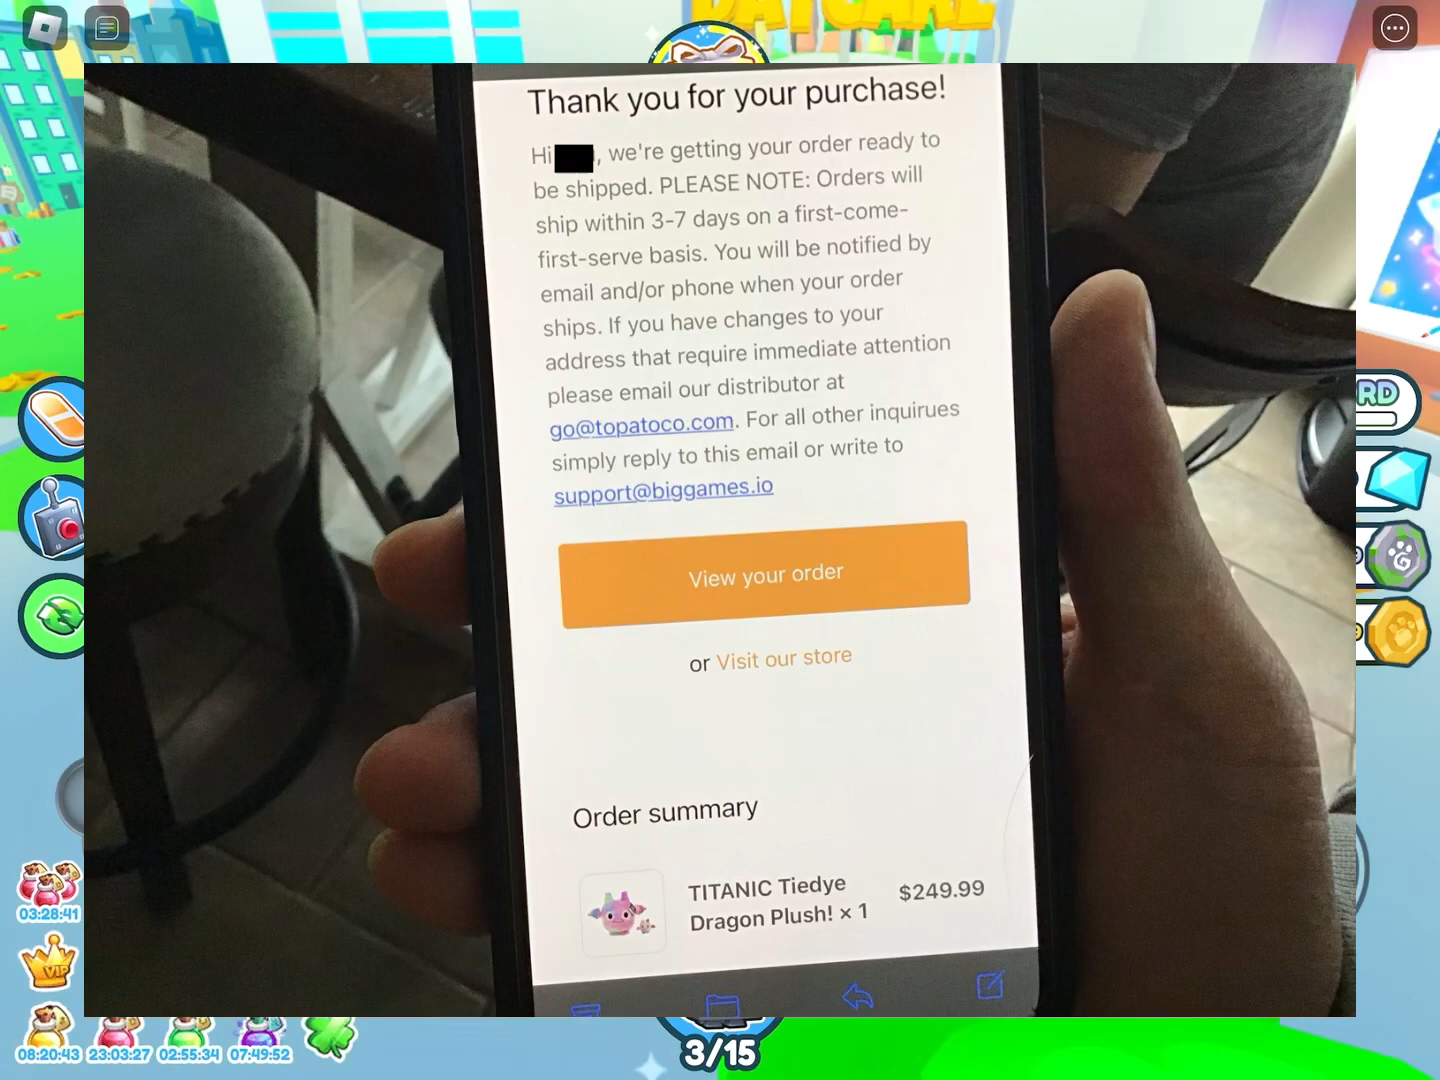 DAYCARE
Thank you for your purchase!
Hi , we're getting your order ready to
be shipped. PLEASE NOTE: Orders will
ship within 3-7 days on a first-come-
first-serve basis. You will be notified by
email and/or phone when your order
ships. If you have changes to your
address that require immediate attention
please email our distributor at
go@topatoco.com. For all other inquirues
simply reply to this email or write to
support@biggames.io
View your order
or Visit our store
Order summary
TITANIC Tiedye
Dragon Plush! × 1
$249.99
RD
G
03:28:41
VIP
08:20:43
23:03:27
02:55:34
07:49:52
3/15